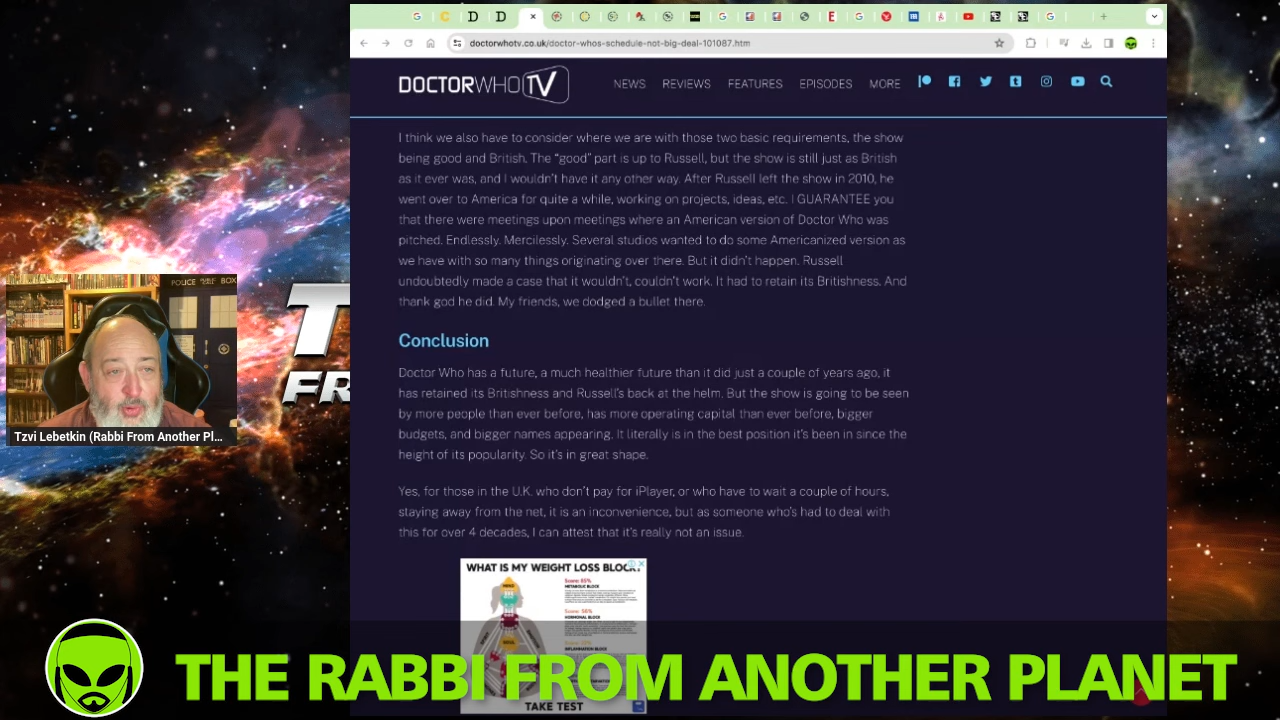 doctorwhotv.co.uk/doctor-whos-schedule-not-big-deal-101087.htm
DOCTORWHOTV
NEWS REVIEWS FEATURES EPISODES MORE
I think we also have to consider where we are with those two basic requirements, the show
being good and British. The “good” part is up to Russell, but the show is still just as British
as it ever was, and I wouldn’t have it any other way. After Russell left the show in 2010, he
went over to America for quite a while, working on projects, ideas, etc. I GUARANTEE you
that there were meetings upon meetings where an American version of Doctor Who was
pitched. Endlessly. Mercilessly. Several studios wanted to do some Americanized version as
we have with so many things originating over there. But it didn’t happen. Russell
undoubtedly made a case that it wouldn’t, couldn’t work. It had to retain its Britishness. And
thank god he did. My friends, we dodged a bullet there.
Conclusion
Doctor Who has a future, a much healthier future than it did just a couple of years ago, it
has retained its Britishness and Russell’s back at the helm. But the show is going to be seen
by more people than ever before, has more operating capital than ever before, bigger
budgets, and bigger names appearing. It literally is in the best position it’s been in since the
height of its popularity. So it’s in great shape.
Yes, for those in the U.K. who don’t pay for iPlayer, or who have to wait a couple of hours,
staying away from the net, it is an inconvenience, but as someone who’s had to deal with
this for over 4 decades, I can attest that it’s really not an issue.
WHAT IS MY WEIGHT LOSS BLOCK?
METABOLIC BLOCK
HORMONAL BLOCK
INFLAMMATION BLOCK
TAKE TEST
POLICE BOX
T
FR
Tzvi Lebetkin (Rabbi From Another Pl...
THE RABBI FROM ANOTHER PLANET